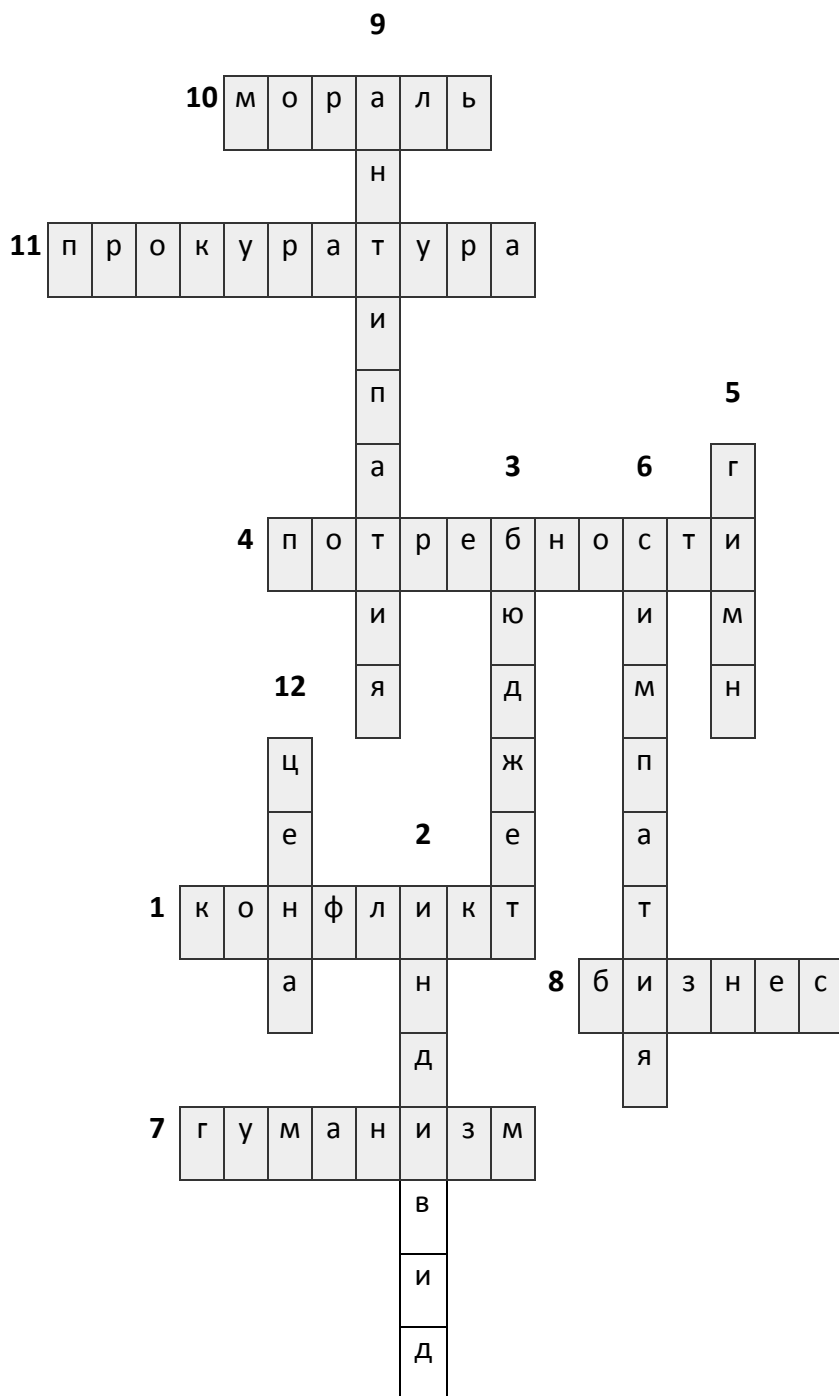 9
10 м о р а л ь
н
11 п р о к у р а т у р а
и
п 5
а 3 6 г
4 п о т р е б н о с т и
и ю и м
12 я д м н
ц ж п
е 2 е а
1 к о н ф л и к т т
а н 8 б и з н е с
д я
7 г у м а н и з м
в
и
д